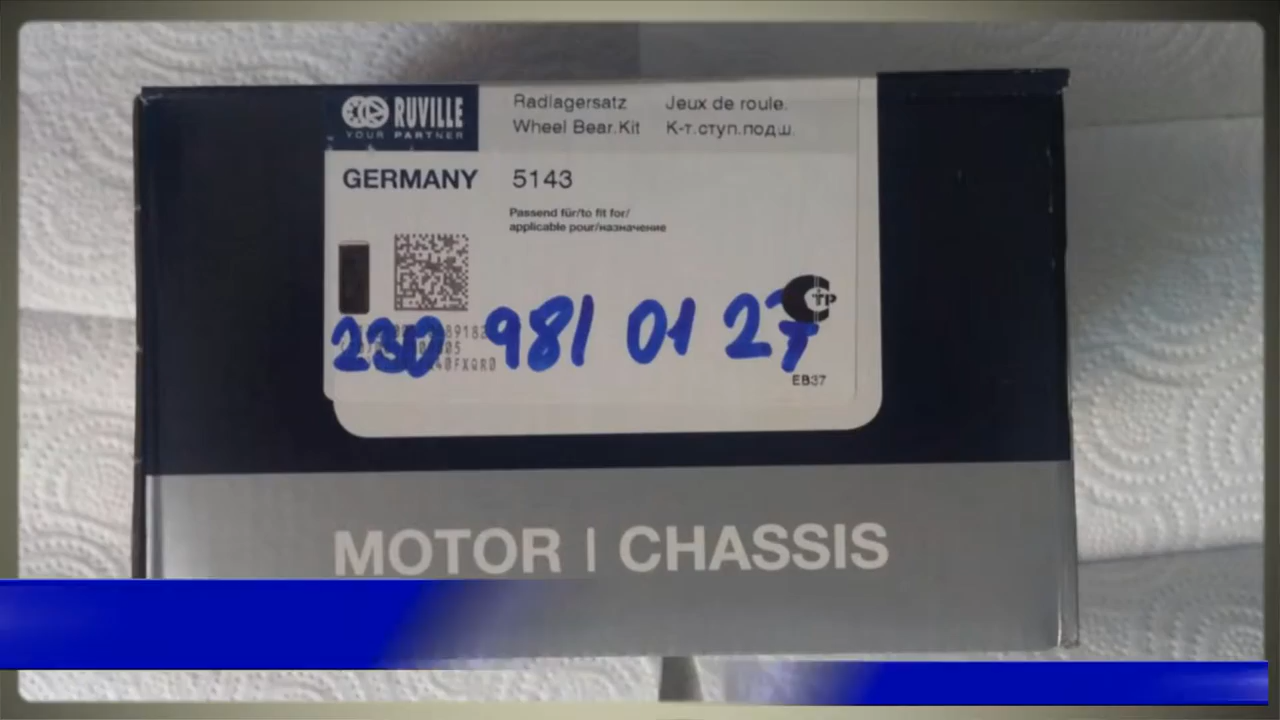 RUVILLE
YOUR PARTNER
Radlagersatz
Wheel Bear.Kit
Jeux de roule.
К-т.ступ.подш.
GERMANY
5143
Passend für/to fit for/
applicable pour/назначение
230 981 01 27
EB37
MOTOR | CHASSIS